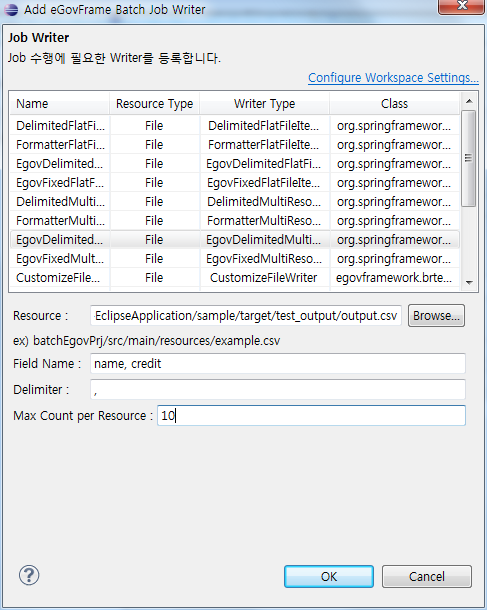 Add eGovFrame Batch Job Writer
Job Writer
Job 수행에 필요한 Writer를 등록합니다.
Configure Workspace Settings...
Name Resource Type Writer Type Class
DelimitedFlatFi... File DelimitedFlatFileIte... org.springframewor...
FormatterFlatFi... File FormatterFlatFileIte... org.springframewor...
EgovDelimited... File EgovDelimitedFlatFi... org.springframewor...
EgovFixedFlatF... File EgovFixedFlatFileIte... org.springframewor...
DelimitedMulti... File DelimitedMultiReso... org.springframewor...
FormatterMulti... File FormatterMultiReso... org.springframewor...
EgovDelimited... File EgovDelimitedMulti... org.springframewor...
EgovFixedMulti... File EgovFixedMultiReso... org.springframewor...
CustomizeFile... File CustomizeFileWriter egovframework.brte...
Resource : EclipseApplication/sample/target/test_output/output.csv Browse...
ex) batchEgovPrj/src/main/resources/example.csv
Field Name : name, credit
Delimiter : ,
Max Count per Resource : 10
? OK Cancel